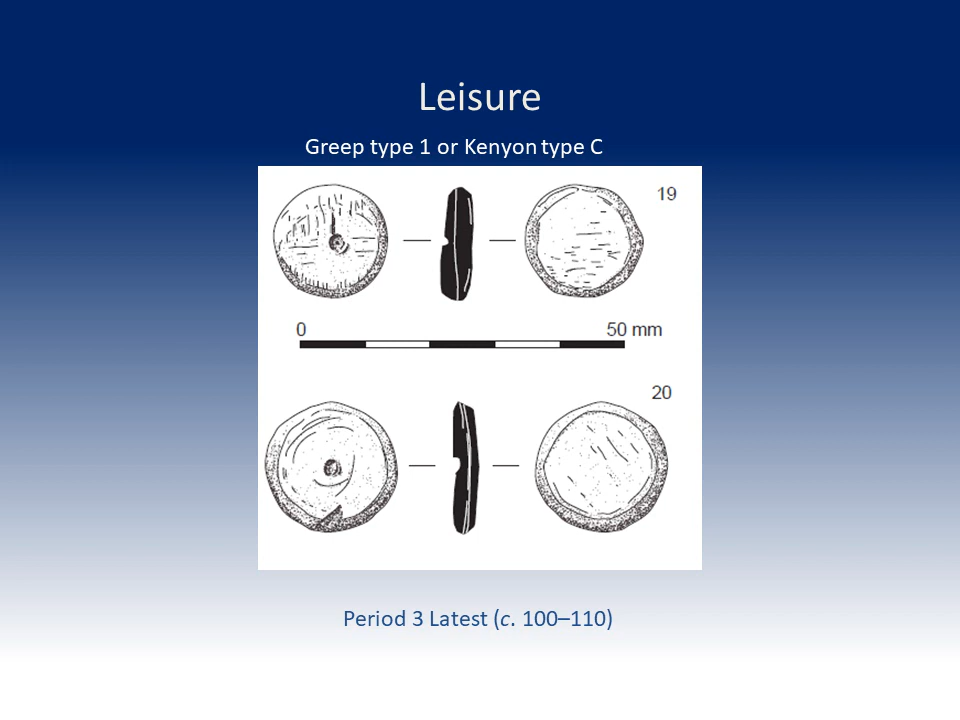 Leisure
Greep type 1 or Kenyon type C
19
0 50 mm
20
Period 3 Latest (c. 100–110)